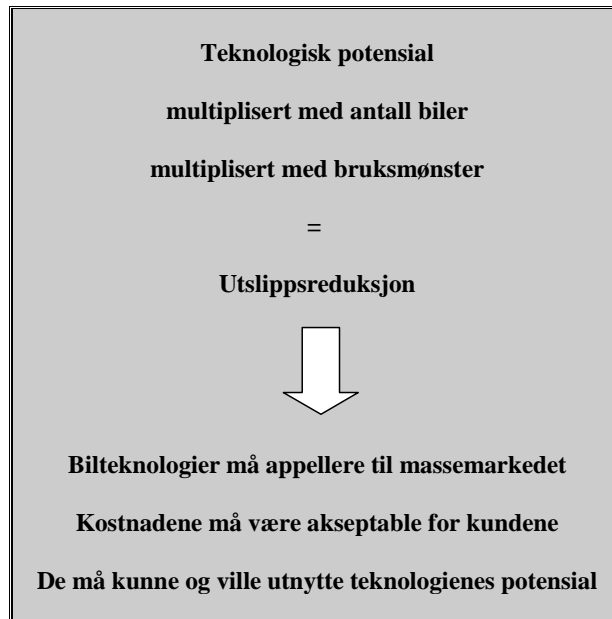 Teknologisk potensial
multiplisert med antall biler
multiplisert med bruksmønster
=
Utslippsreduksjon
Bilteknologier må appellere til massemarkedet
Kostnadene må være akseptable for kundene
De må kunne og ville utnytte teknologienes potensial